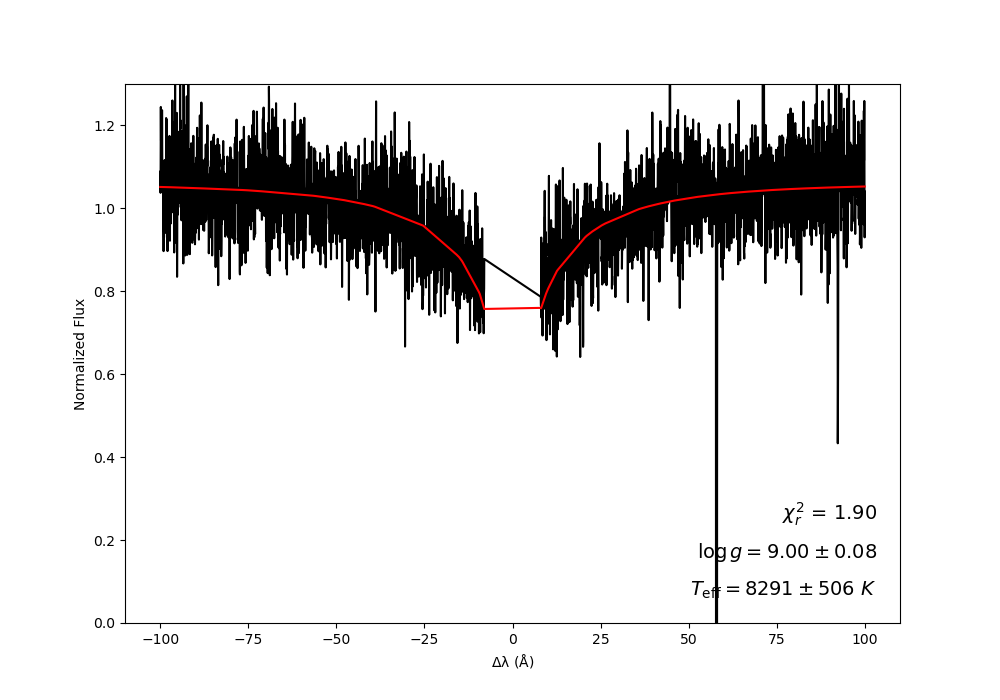 1.2
1.0
0.8
0.6
0.4
0.2
0.0
Normalized Flux
χ²ᵣ = 1.90
log g = 9.00 ± 0.08
T_eff = 8291 ± 506 K
−100 −75 −50 −25 0 25 50 75 100
Δλ (Å)